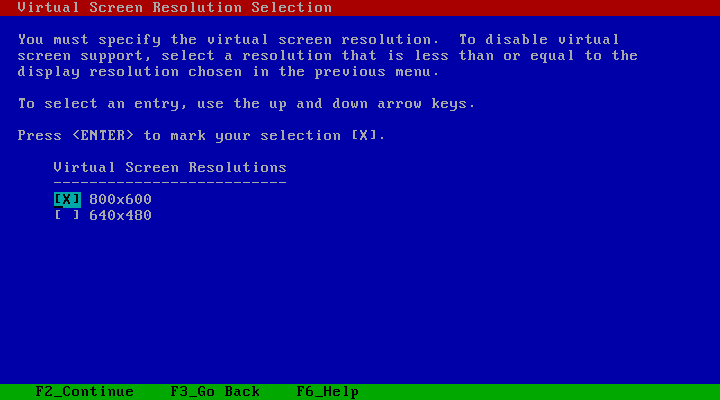 Virtual Screen Resolution Selection
You must specify the virtual screen resolution.  To disable virtual
screen support, select a resolution that is less than or equal to the
display resolution chosen in the previous menu.
To select an entry, use the up and down arrow keys.
Press <ENTER> to mark your selection [X].
Virtual Screen Resolutions
--------------------------
[X] 800x600
[ ] 640x480
F2_Continue    F3_Go Back    F6_Help